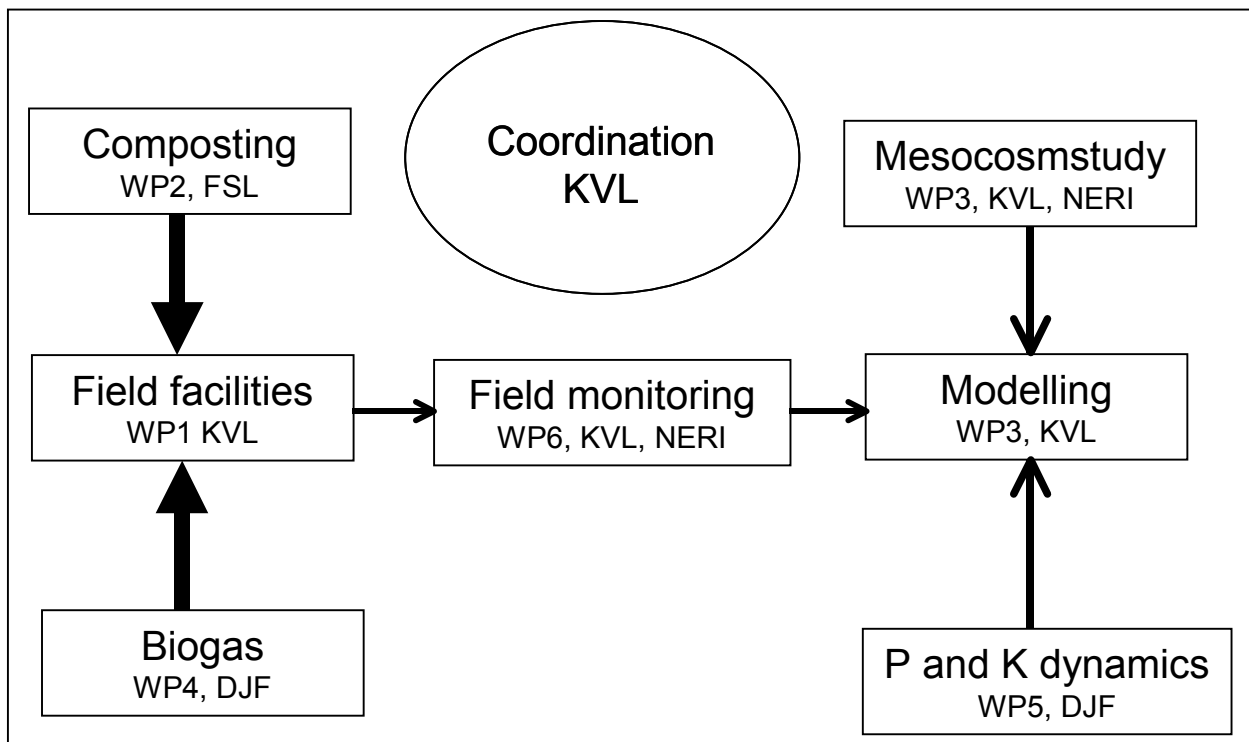 Composting
WP2, FSL
Coordination
KVL
Mesocosmstudy
WP3, KVL, NERI
Field facilities
WP1 KVL
Field monitoring
WP6, KVL, NERI
Modelling
WP3, KVL
Biogas
WP4, DJF
P and K dynamics
WP5, DJF